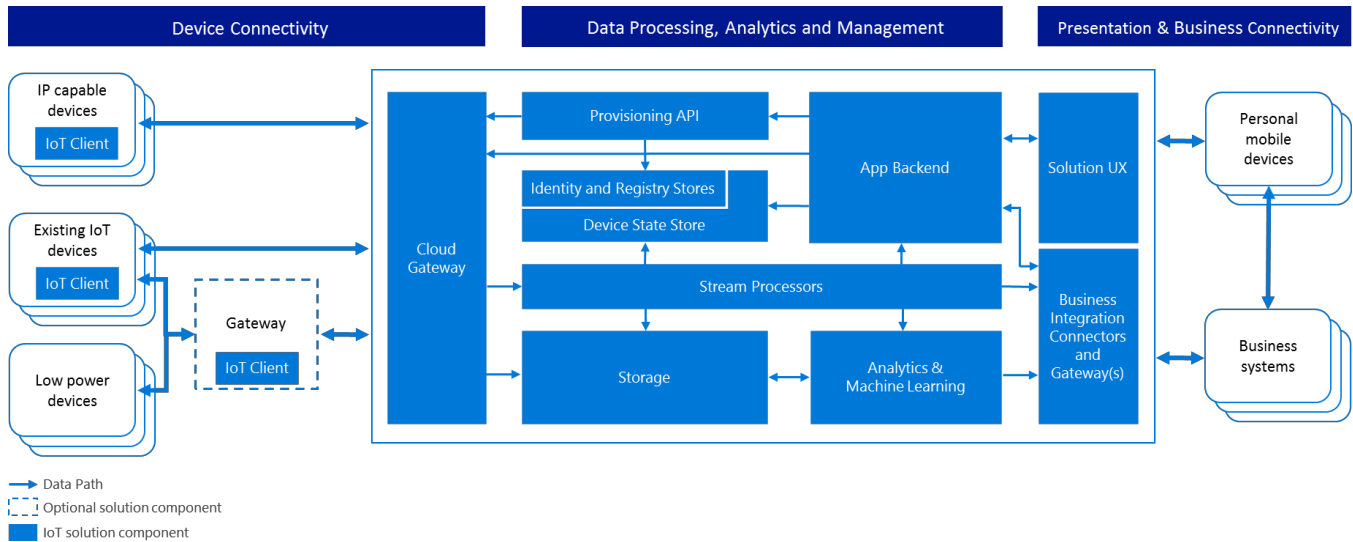 Device Connectivity
Data Processing, Analytics and Management
Presentation & Business Connectivity
IP capable
devices
IoT Client
Existing IoT
devices
IoT Client
Low power
devices
Gateway
IoT Client
Cloud
Gateway
Provisioning API
Identity and Registry Stores
Device State Store
App Backend
Stream Processors
Storage
Analytics &
Machine Learning
Solution UX
Business
Integration
Connectors
and
Gateway(s)
Personal
mobile
devices
Business
systems
Data Path
Optional solution component
IoT solution component